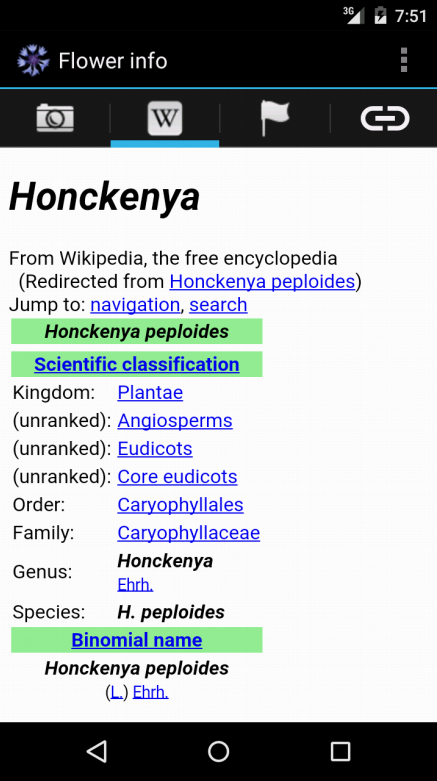 3G 7:51
Flower info
W
Honckenya
From Wikipedia, the free encyclopedia
(Redirected from Honckenya peploides)
Jump to: navigation, search
Honckenya peploides
Scientific classification
Kingdom: Plantae
(unranked): Angiosperms
(unranked): Eudicots
(unranked): Core eudicots
Order: Caryophyllales
Family: Caryophyllaceae
Genus: Honckenya
Ehrh.
Species: H. peploides
Binomial name
Honckenya peploides
(L.) Ehrh.